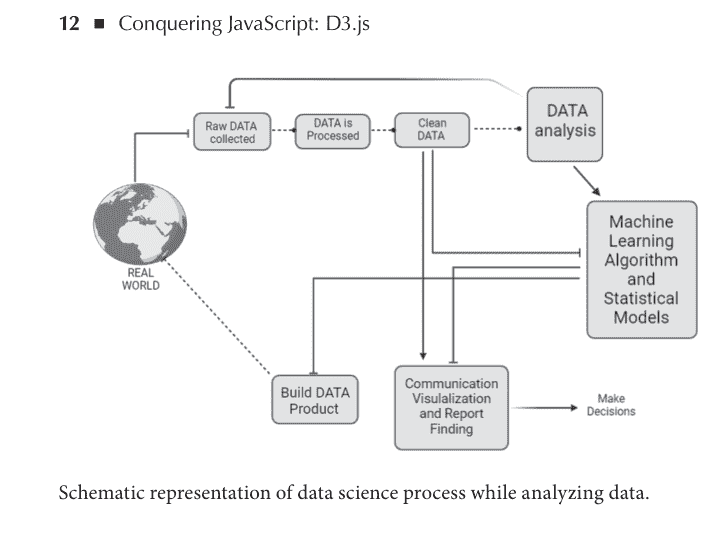 12 ■ Conquering JavaScript: D3.js
Raw DATA
collected
DATA is
Processed
Clean
DATA
DATA
analysis
Machine
Learning
Algorithm
and
Statistical
Models
REAL
WORLD
Build DATA
Product
Communication
Visulalization
and Report
Finding
Make
Decisions
Schematic representation of data science process while analyzing data.